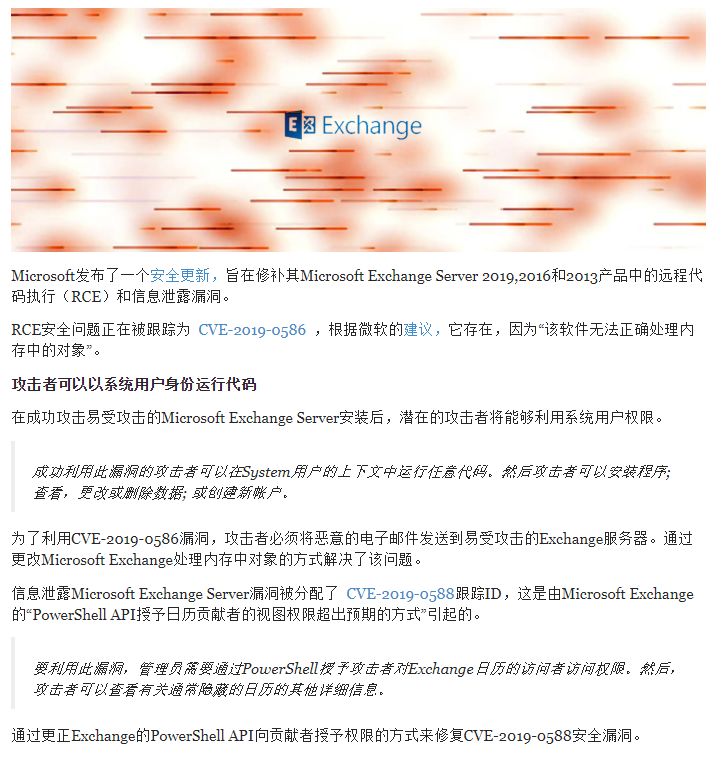 Exchange
Microsoft发布了一个安全更新，旨在修补其Microsoft Exchange Server 2019,2016和2013产品中的远程代
码执行（RCE）和信息泄露漏洞。
RCE安全问题正在被跟踪为 CVE-2019-0586 ，根据微软的建议，它存在，因为“该软件无法正确处理内
存中的对象”。
攻击者可以以系统用户身份运行代码
在成功攻击易受攻击的Microsoft Exchange Server安装后，潜在的攻击者将能够利用系统用户权限。
成功利用此漏洞的攻击者可以在System用户的上下文中运行任意代码。然后攻击者可以安装程序;
查看，更改或删除数据; 或创建新帐户。
为了利用CVE-2019-0586漏洞，攻击者必须将恶意的电子邮件发送到易受攻击的Exchange服务器。通过
更改Microsoft Exchange处理内存中对象的方式解决了该问题。
信息泄露Microsoft Exchange Server漏洞被分配了 CVE-2019-0588跟踪ID，这是由Microsoft Exchange
的“PowerShell API授予日历贡献者的视图权限超出预期的方式”引起的。
要利用此漏洞，管理员需要通过PowerShell授予攻击者对Exchange日历的访问者访问权限。然后，
攻击者可以查看有关通常隐藏的日历的其他详细信息。
通过更正Exchange的PowerShell API向贡献者授予权限的方式来修复CVE-2019-0588安全漏洞。